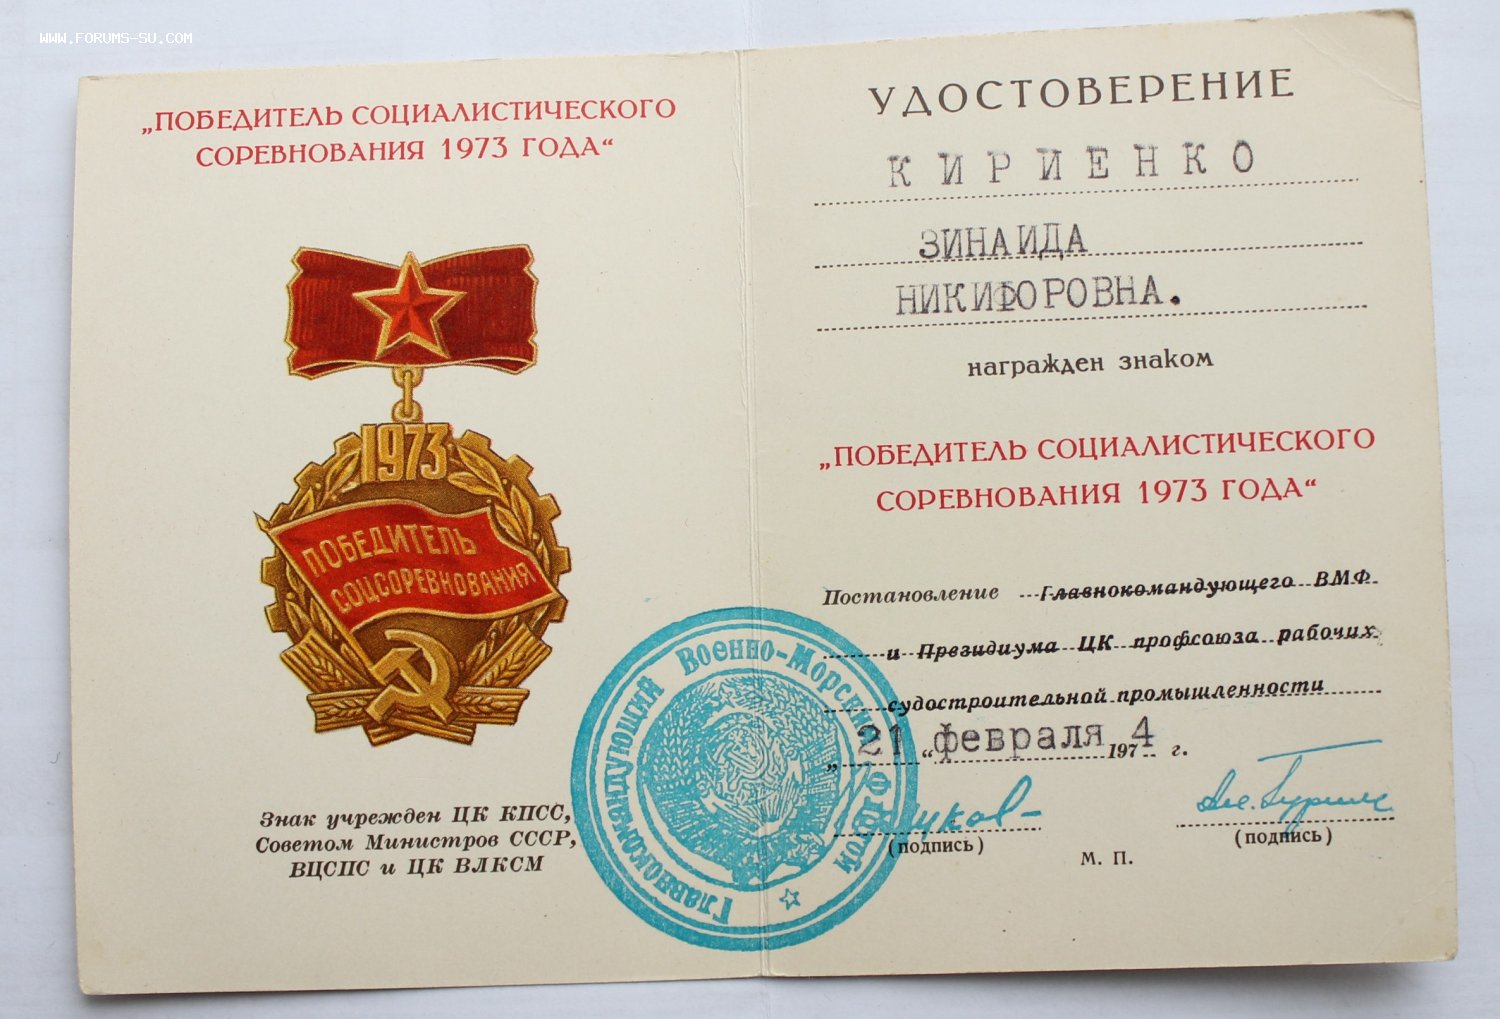 WWW.FORUMS-SU.COM
„ПОБЕДИТЕЛЬ СОЦИАЛИСТИЧЕСКОГО
СОРЕВНОВАНИЯ 1973 ГОДА“
1973
ПОБЕДИТЕЛЬ
СОЦСОРЕВНОВАНИЯ
Знак учрежден ЦК КПСС,
Советом Министров СССР,
ВЦСПС и ЦК ВЛКСМ
УДОСТОВЕРЕНИЕ
КИРИЕНКО
ЗИНАИДА
НИКИФОРОВНА.
награжден знаком
„ПОБЕДИТЕЛЬ СОЦИАЛИСТИЧЕСКОГО
СОРЕВНОВАНИЯ 1973 ГОДА“
Постановление Главнокомандующего ВМФ
и Президиума ЦК профсоюза рабочих
судостроительной промышленности
„21“ февраля 1974 г.
(подпись) М. П. (подпись)
Главнокомандующий Военно-Морским Флотом